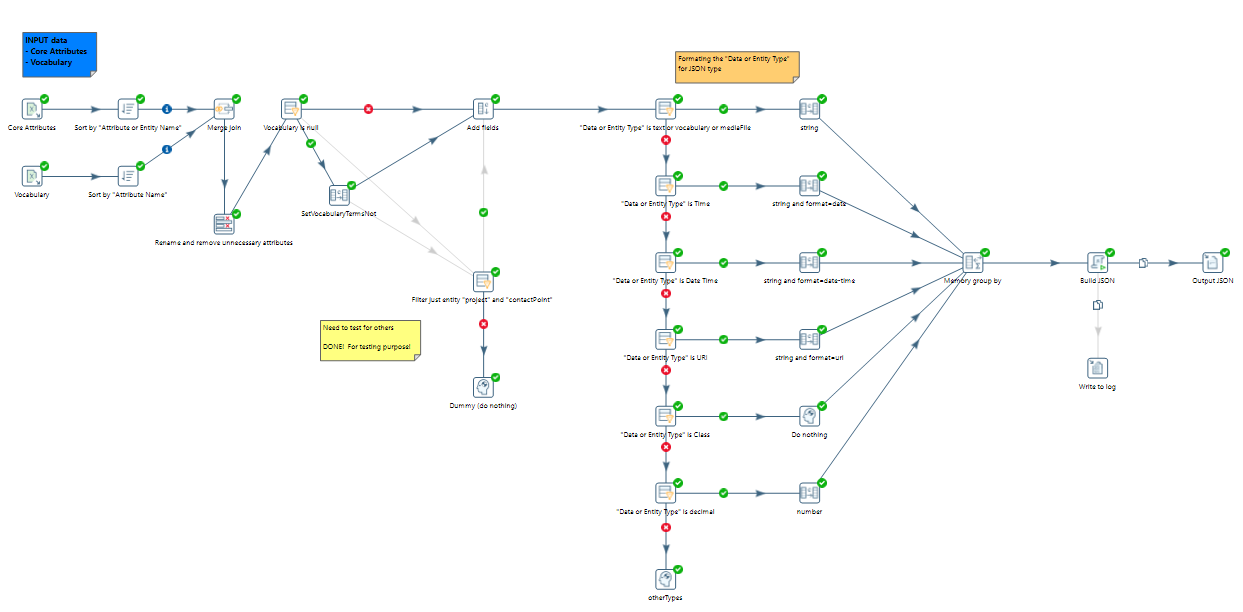 INPUT data
- Core Attributes
- Vocabulary
Formating the "Data or Entity Type"
for JSON type
Core Attributes
Sort by "Attribute or Entity Name"
Merge join
Vocabulary is null
Add fields
"Data or Entity Type" is text or vocabulary or mediaFile
string
Vocabulary
Sort by "Attribute Name"
SetVocabularyTermsNot
"Data or Entity Type" is Time
string and format=date
Rename and remove unnecessary attributes
"Data or Entity Type" is Date Time
string and format=date-time
Memory group by
Build JSON
Output JSON
Filter just entity "project" and "contactPoint"
Need to test for others
DONE! For testing purpose!
"Data or Entity Type" is URI
string and format=uri
Write to log
Dummy (do nothing)
"Data or Entity Type" is Class
Do nothing
"Data or Entity Type" is decimal
number
otherTypes